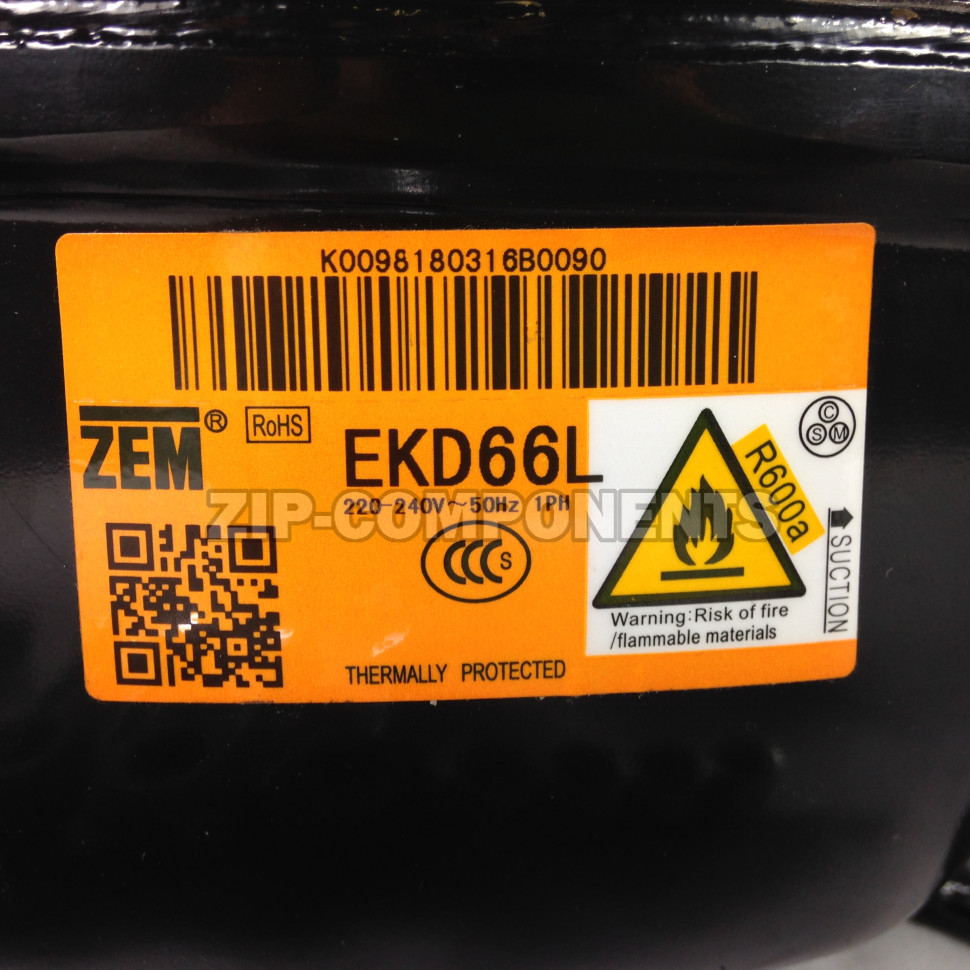 K0098180316B0090
ZEM® RoHS EKD66L
220-240V~50Hz 1PH
ZIP-COMPONENTS
CCC S
R600a
C
S M
SUCTION
Warning:Risk of fire
/flammable materials
THERMALLY PROTECTED